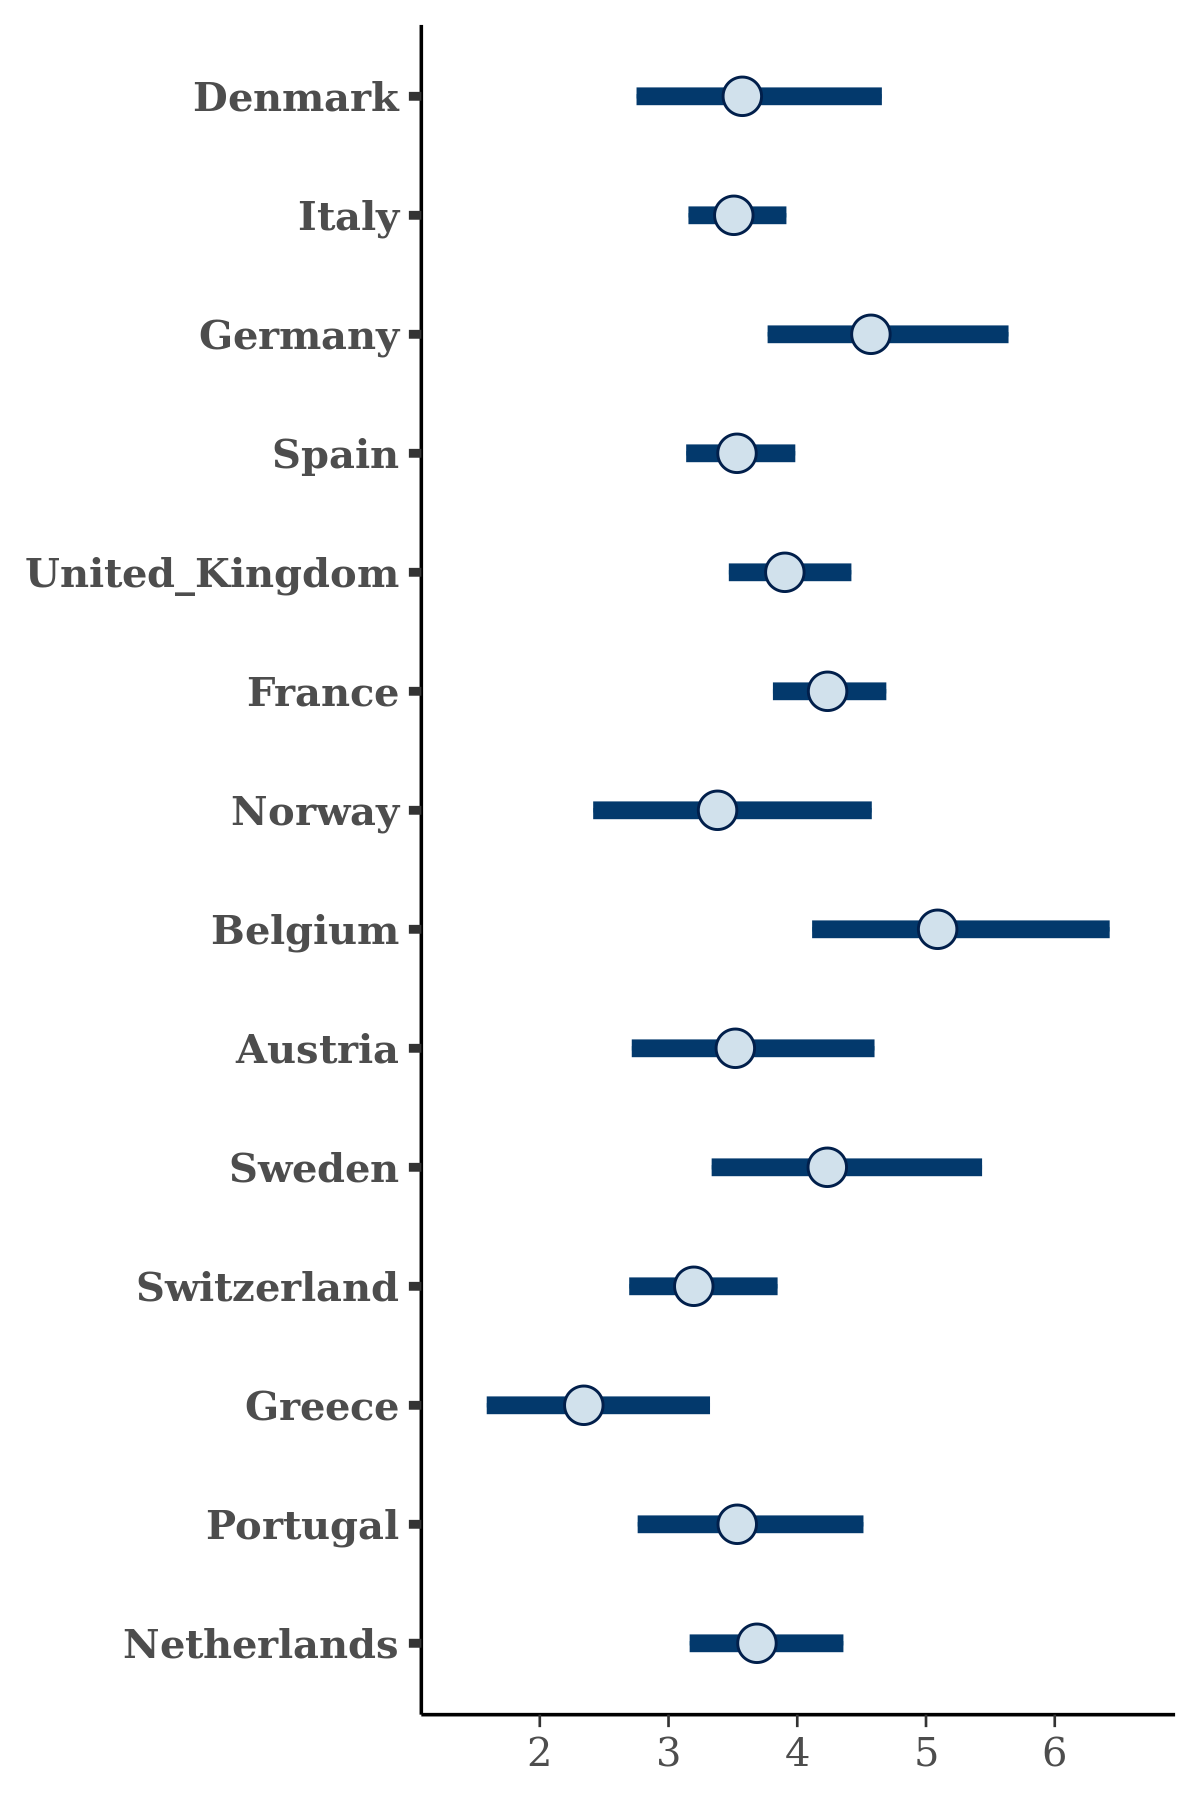 Denmark
Italy
Germany
Spain
United_Kingdom
France
Norway
Belgium
Austria
Sweden
Switzerland
Greece
Portugal
Netherlands
2 3 4 5 6